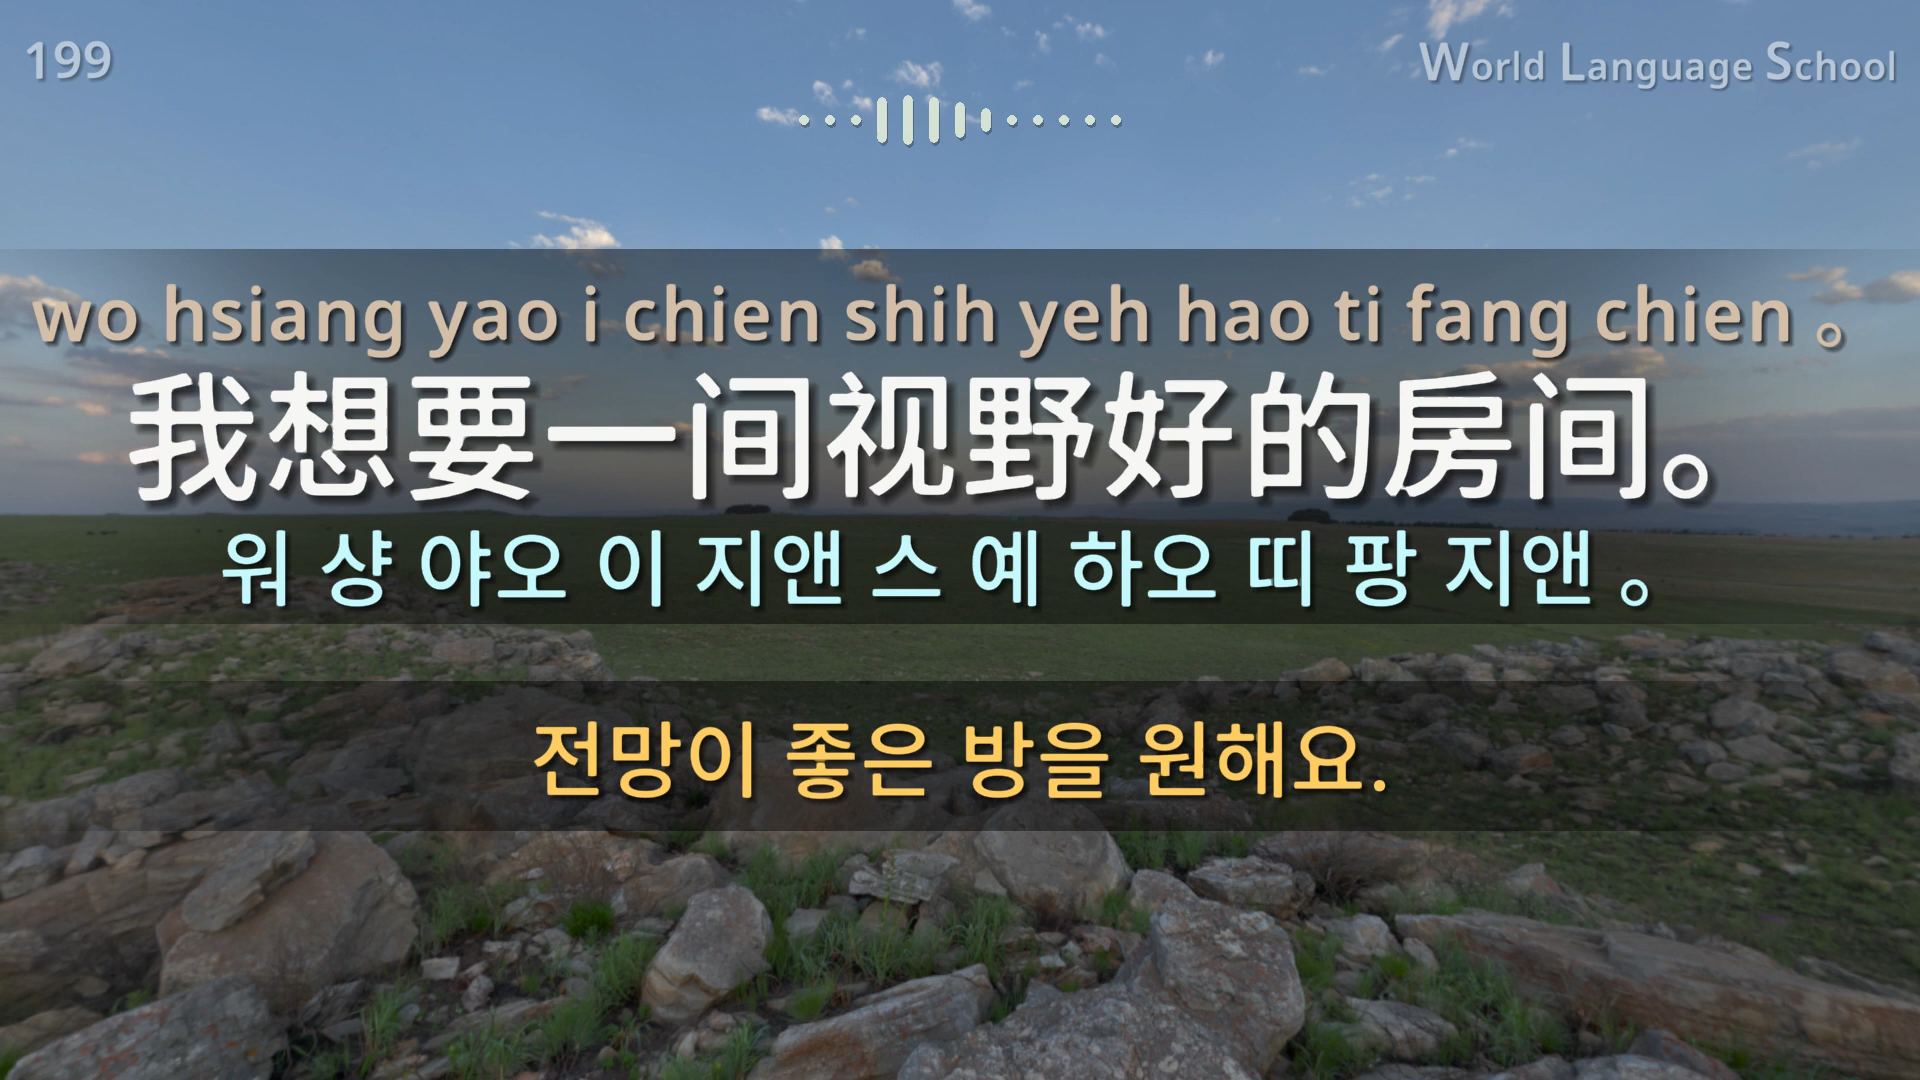 199
World Language School
wo hsiang yao i chien shih yeh hao ti fang chien 。
我想要一间视野好的房间。
워 샹 야오 이 지앤 스 예 하오 띠 팡 지앤 。
전망이 좋은 방을 원해요.